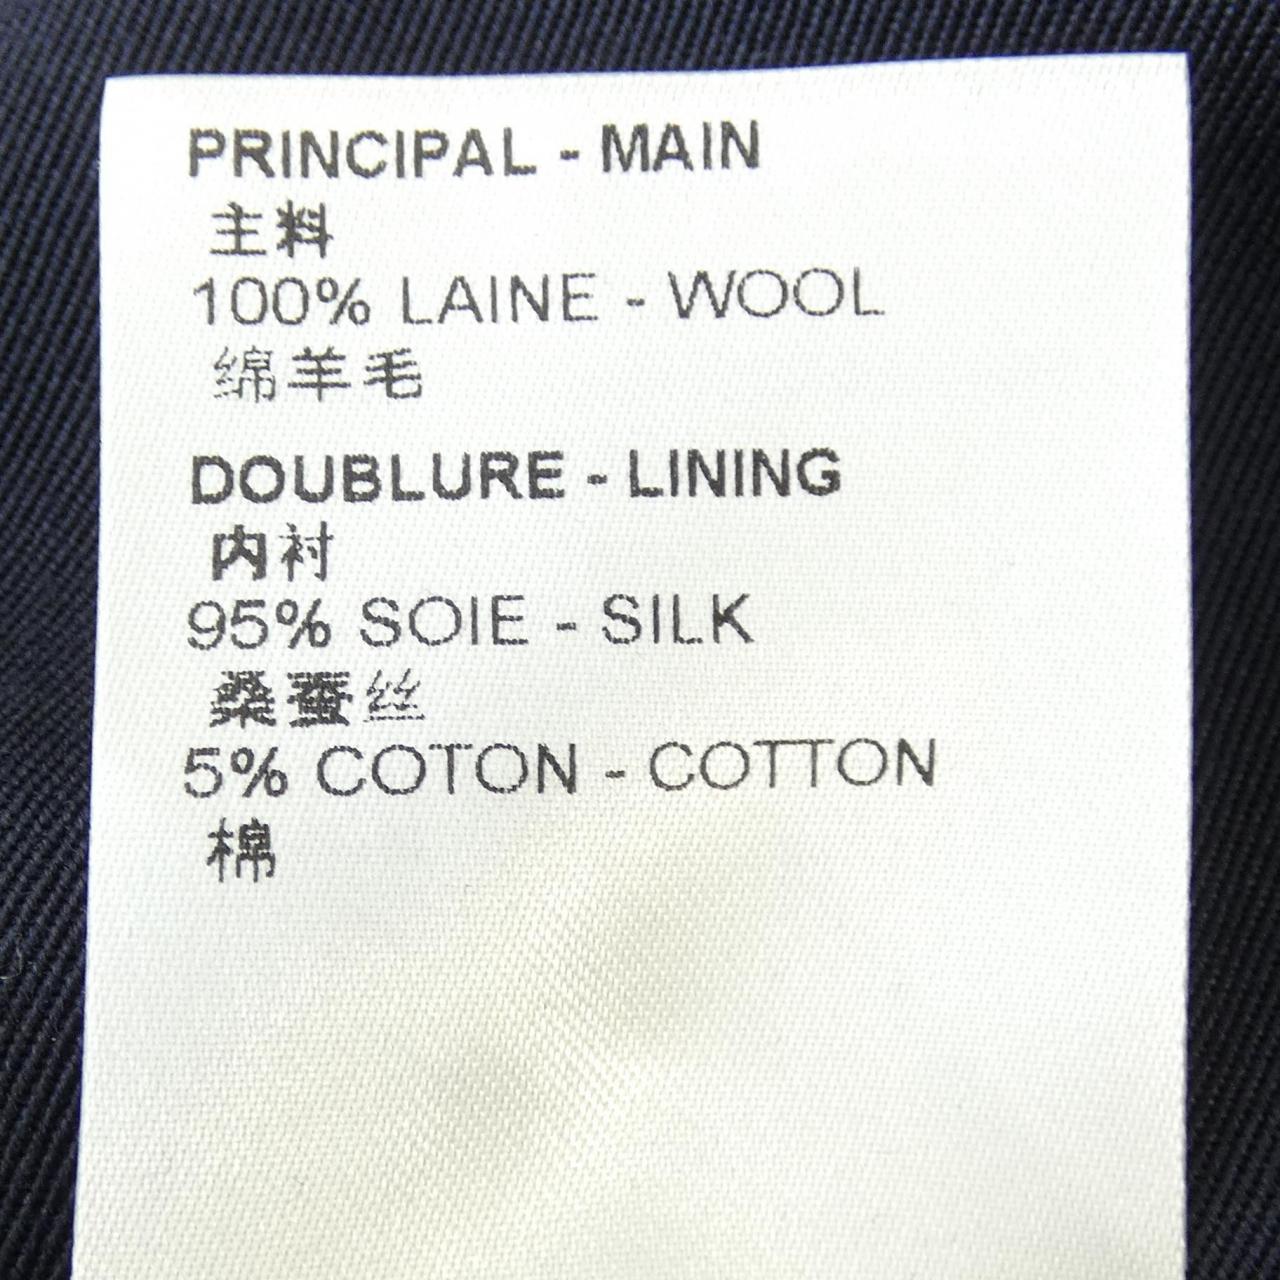 PRINCIPAL - MAIN
主料
100% LAINE - WOOL
绵羊毛
DOUBLURE - LINING
内衬
95% SOIE - SILK
桑蚕丝
5% COTON - COTTON
棉